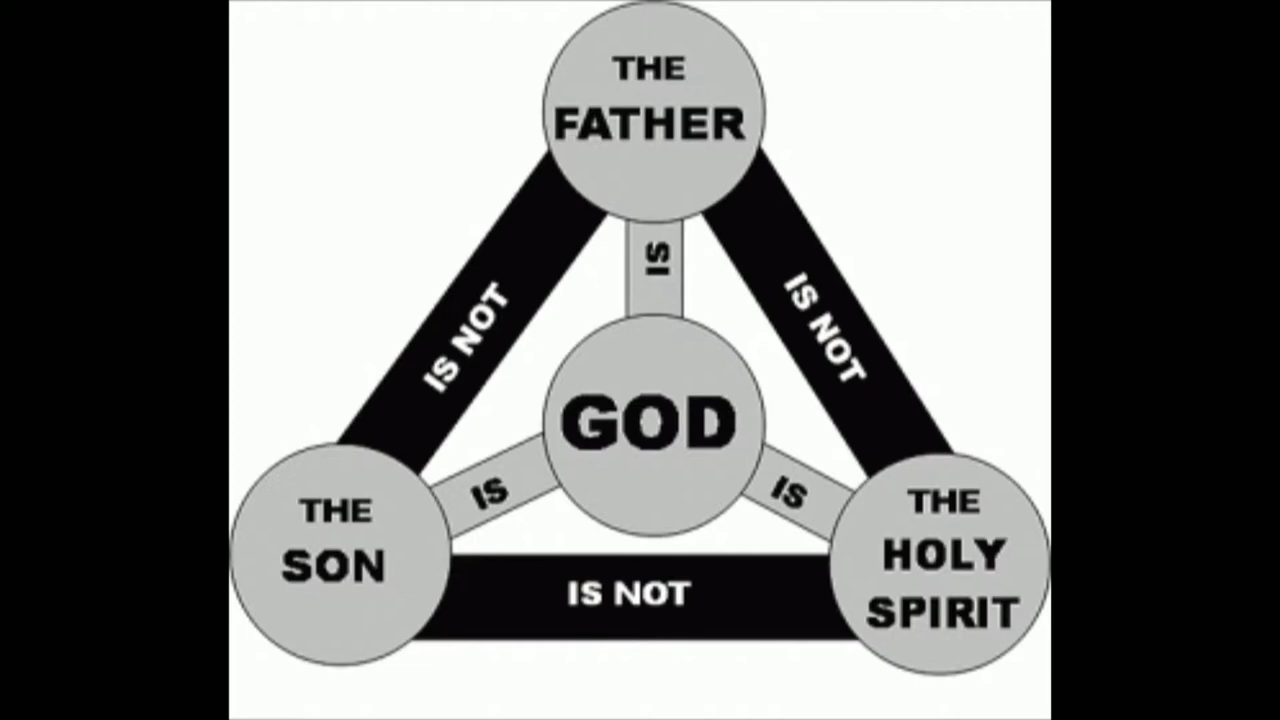 THE
FATHER
IS
IS NOT
IS NOT
GOD
IS
IS
THE
SON
THE
HOLY
SPIRIT
IS NOT